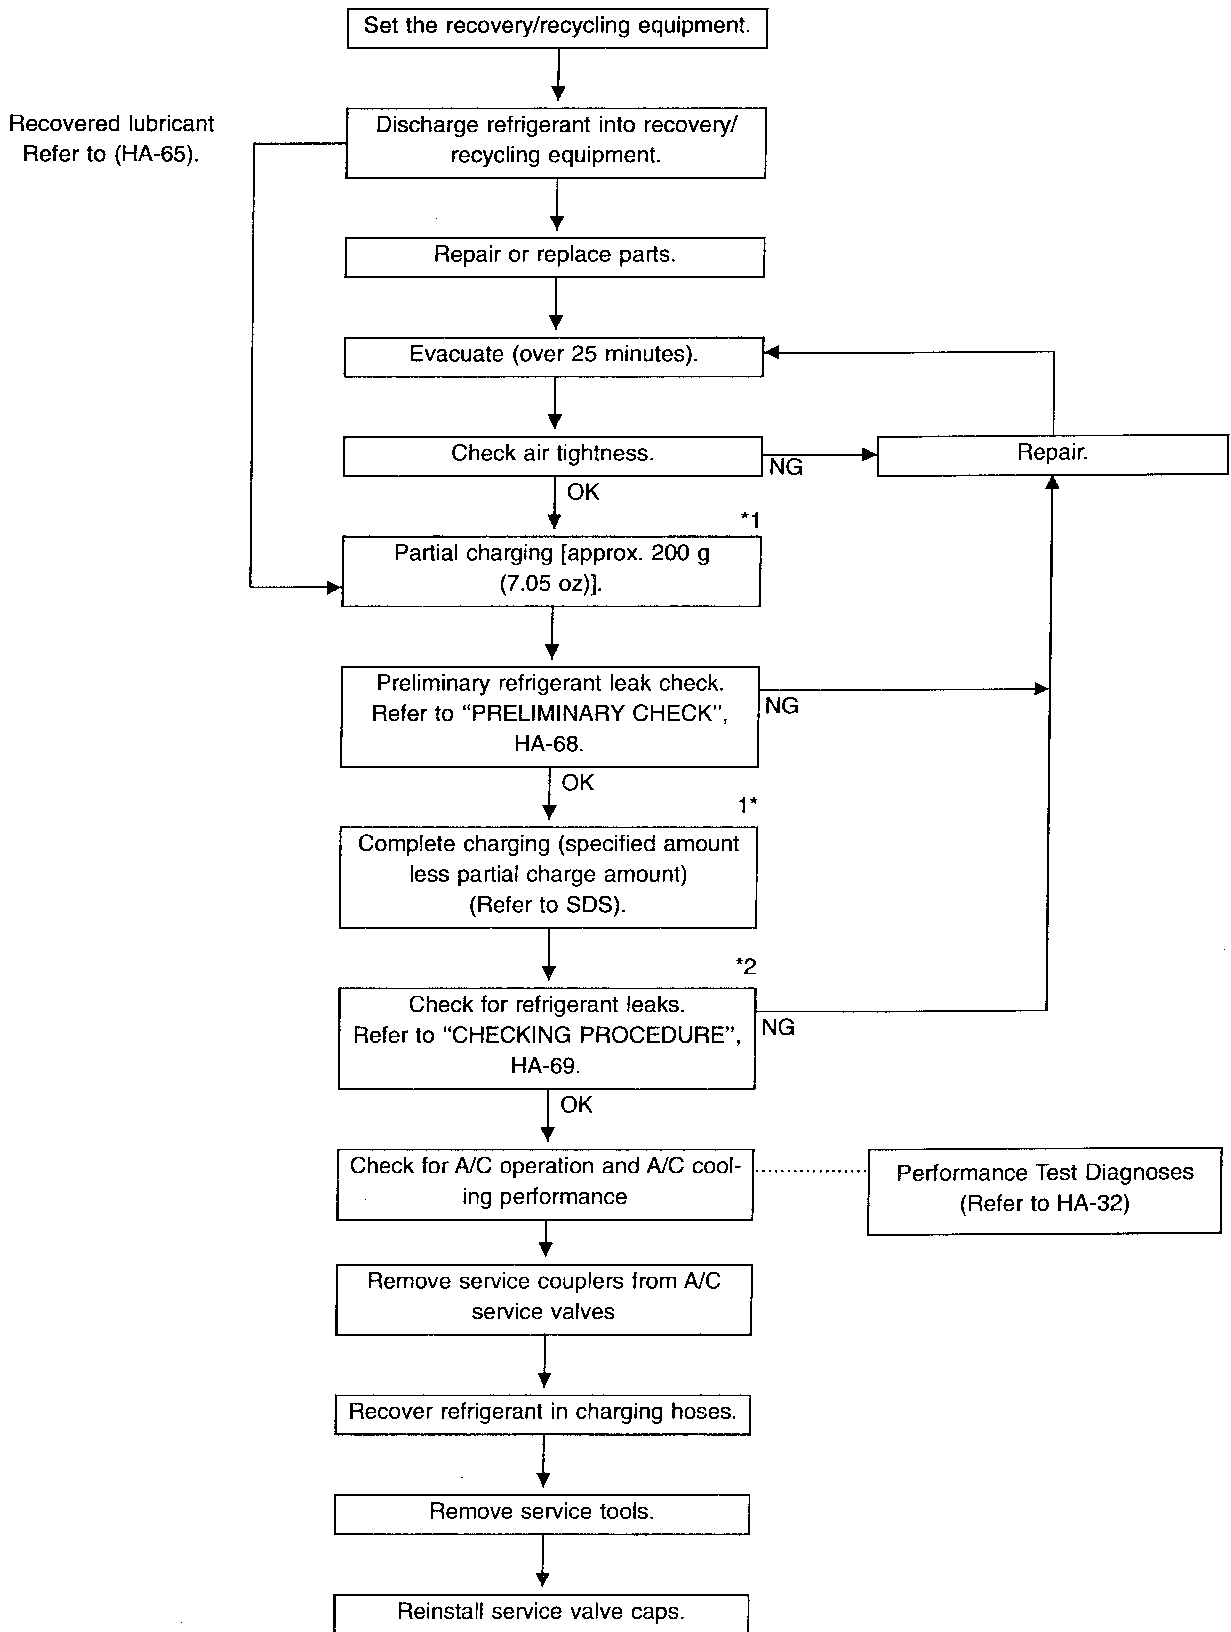 Set the recovery/recycling equipment.
Recovered lubricant
Refer to (HA-65).
Discharge refrigerant into recovery/
recycling equipment.
Repair or replace parts.
Evacuate (over 25 minutes).
Check air tightness.
NG
Repair.
OK
*1
Partial charging [approx. 200 g
(7.05 oz)].
Preliminary refrigerant leak check.
Refer to “PRELIMINARY CHECK”,
HA-68.
NG
OK
1*
Complete charging (specified amount
less partial charge amount)
(Refer to SDS).
*2
Check for refrigerant leaks.
Refer to “CHECKING PROCEDURE”,
HA-69.
NG
OK
Check for A/C operation and A/C cool-
ing performance
Performance Test Diagnoses
(Refer to HA-32)
Remove service couplers from A/C
service valves
Recover refrigerant in charging hoses.
Remove service tools.
Reinstall service valve caps.